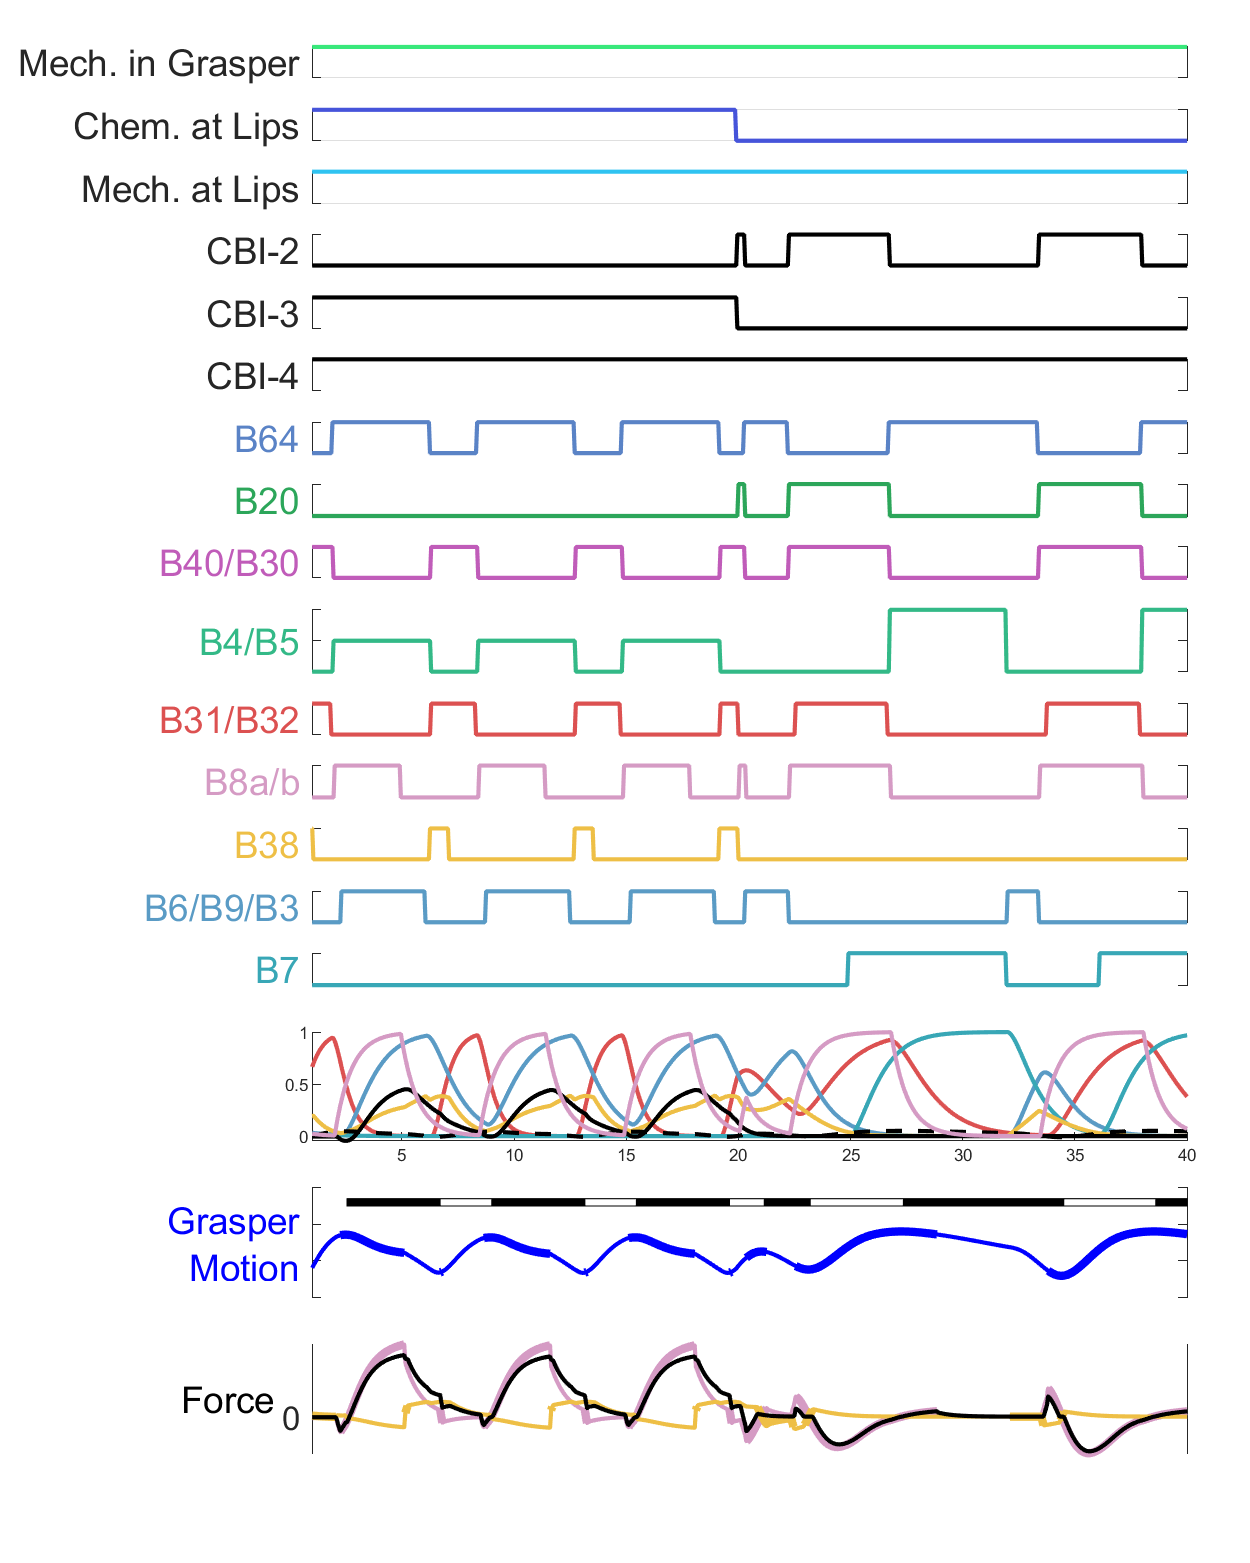 Mech. in Grasper
Chem. at Lips
Mech. at Lips
CBI-2
CBI-3
CBI-4
B64
B20
B40/B30
B4/B5
B31/B32
B8a/b
B38
B6/B9/B3
B7
1
0.5
0
5 10 15 20 25 30 35 40
Grasper
Motion
Force 0